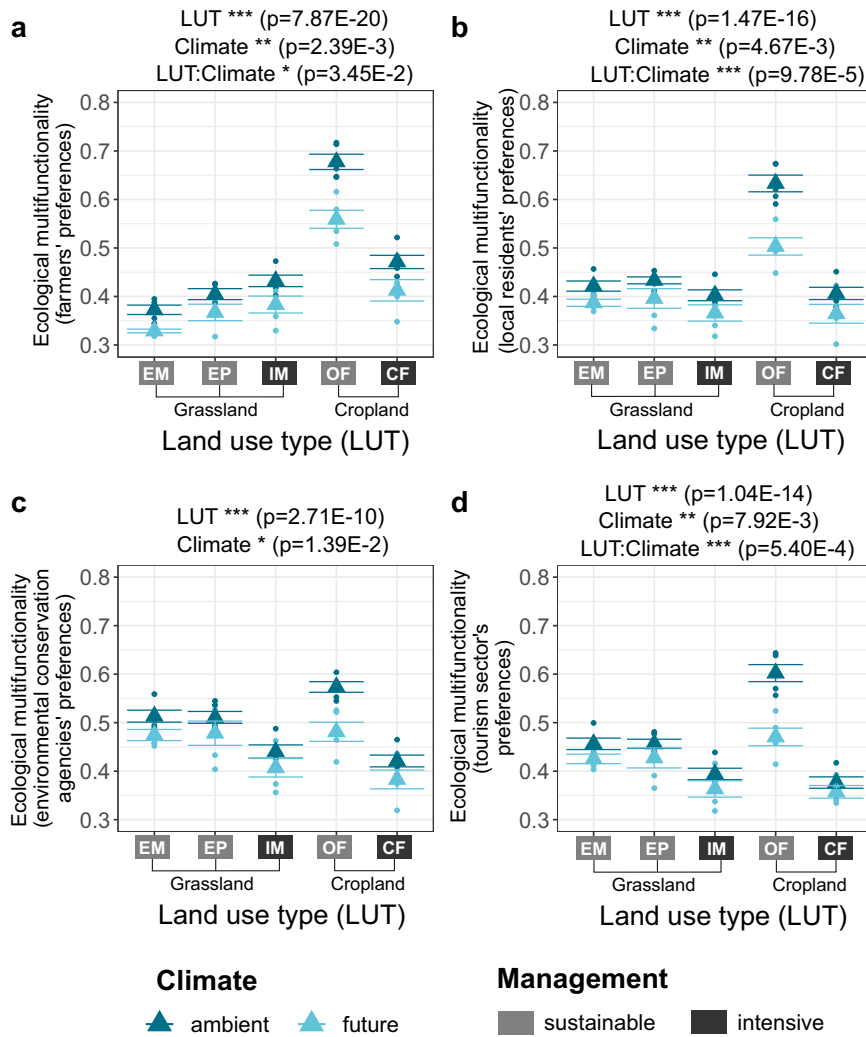 a
LUT *** (p=7.87E-20)
Climate ** (p=2.39E-3)
LUT:Climate * (p=3.45E-2)
Ecological multifunctionality
(farmers' preferences)
0.8
0.7
0.6
0.5
0.4
0.3
EM EP IM OF CF
Grassland Cropland
Land use type (LUT)
b
LUT *** (p=1.47E-16)
Climate ** (p=4.67E-3)
LUT:Climate *** (p=9.78E-5)
Ecological multifunctionality
(local residents' preferences)
0.8
0.7
0.6
0.5
0.4
0.3
EM EP IM OF CF
Grassland Cropland
Land use type (LUT)
c
LUT *** (p=2.71E-10)
Climate * (p=1.39E-2)
Ecological multifunctionality
(environmental conservation
agencies' preferences)
0.8
0.7
0.6
0.5
0.4
0.3
EM EP IM OF CF
Grassland Cropland
Land use type (LUT)
d
LUT *** (p=1.04E-14)
Climate ** (p=7.92E-3)
LUT:Climate *** (p=5.40E-4)
Ecological multifunctionality
(tourism sector's
preferences)
0.8
0.7
0.6
0.5
0.4
0.3
EM EP IM OF CF
Grassland Cropland
Land use type (LUT)
Climate
ambient future
Management
sustainable intensive